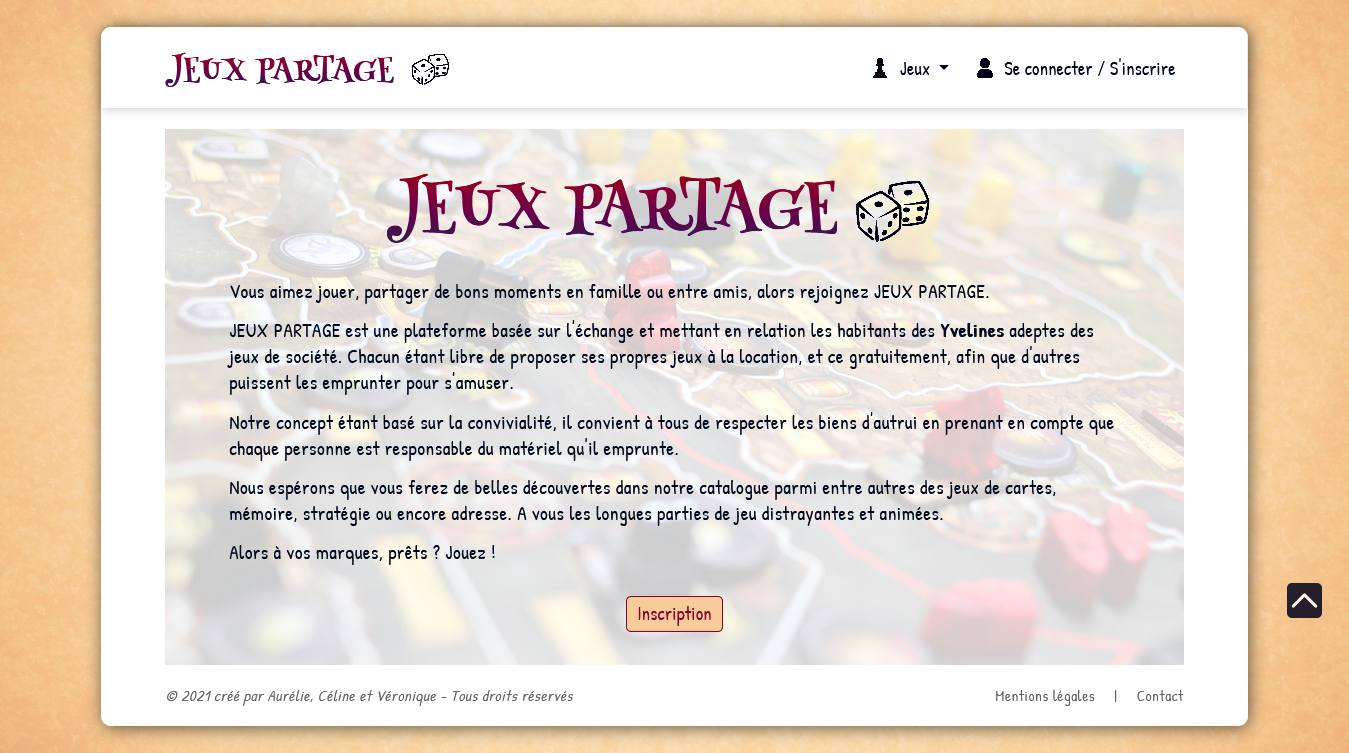 JEUX PARTAGE
Jeux
Se connecter / S'inscrire
JEUX PARTAGE
Vous aimez jouer, partager de bons moments en famille ou entre amis, alors rejoignez JEUX PARTAGE.
JEUX PARTAGE est une plateforme basée sur l'échange et mettant en relation les habitants des Yvelines adeptes des
jeux de société. Chacun étant libre de proposer ses propres jeux à la location, et ce gratuitement, afin que d'autres
puissent les emprunter pour s'amuser.
Notre concept étant basé sur la convivialité, il convient à tous de respecter les biens d'autrui en prenant en compte que
chaque personne est responsable du matériel qu'il emprunte.
Nous espérons que vous ferez de belles découvertes dans notre catalogue parmi entre autres des jeux de cartes,
mémoire, stratégie ou encore adresse. A vous les longues parties de jeu distrayantes et animées.
Alors à vos marques, prêts ? Jouez !
Inscription
© 2021 créé par Aurélie, Céline et Véronique - Tous droits réservés
Mentions légales | Contact